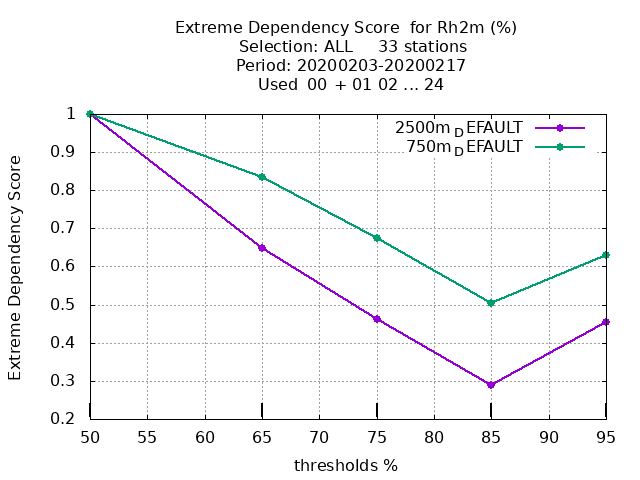 Extreme Dependency Score  for Rh2m (%)
Selection: ALL     33 stations
Period: 20200203-20200217
Used  00  + 01 02 ... 24
2500m_DEFAULT
750m_DEFAULT
Extreme Dependency Score
1
0.9
0.8
0.7
0.6
0.5
0.4
0.3
0.2
50 55 60 65 70 75 80 85 90 95
thresholds %